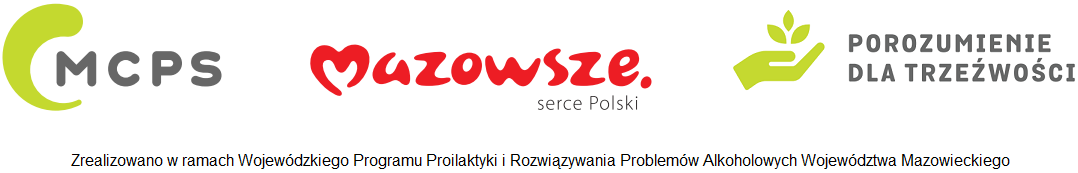 MCPS
mazowsze.
serce Polski
POROZUMIENIE
DLA TRZEŹWOŚCI
Zrealizowano w ramach Wojewódzkiego Programu Proilaktyki i Rozwiązywania Problemów Alkoholowych Województwa Mazowieckiego